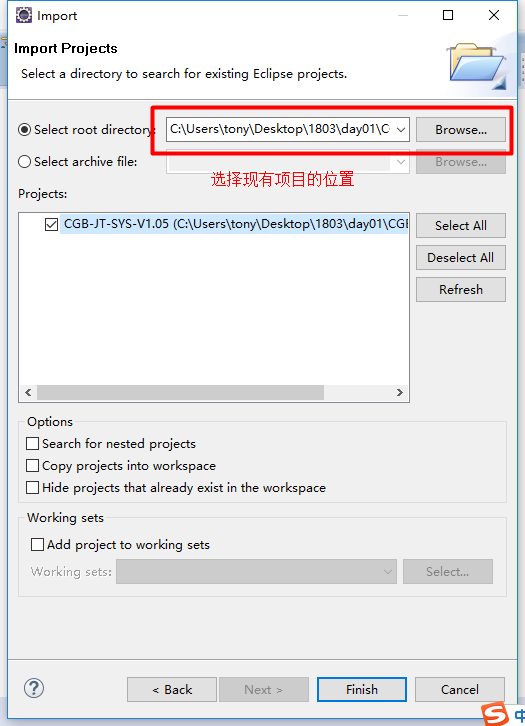 Import
Import Projects
Select a directory to search for existing Eclipse projects.
Select root directory:
C:\Users\tony\Desktop\1803\day01\C
Browse...
Select archive file:
Browse...
选择现有项目的位置
Projects:
CGB-JT-SYS-V1.05 (C:\Users\tony\Desktop\1803\day01\CGB
Select All
Deselect All
Refresh
Options
Search for nested projects
Copy projects into workspace
Hide projects that already exist in the workspace
Working sets
Add project to working sets
Working sets:
Select...
?
< Back
Next >
Finish
Cancel
S